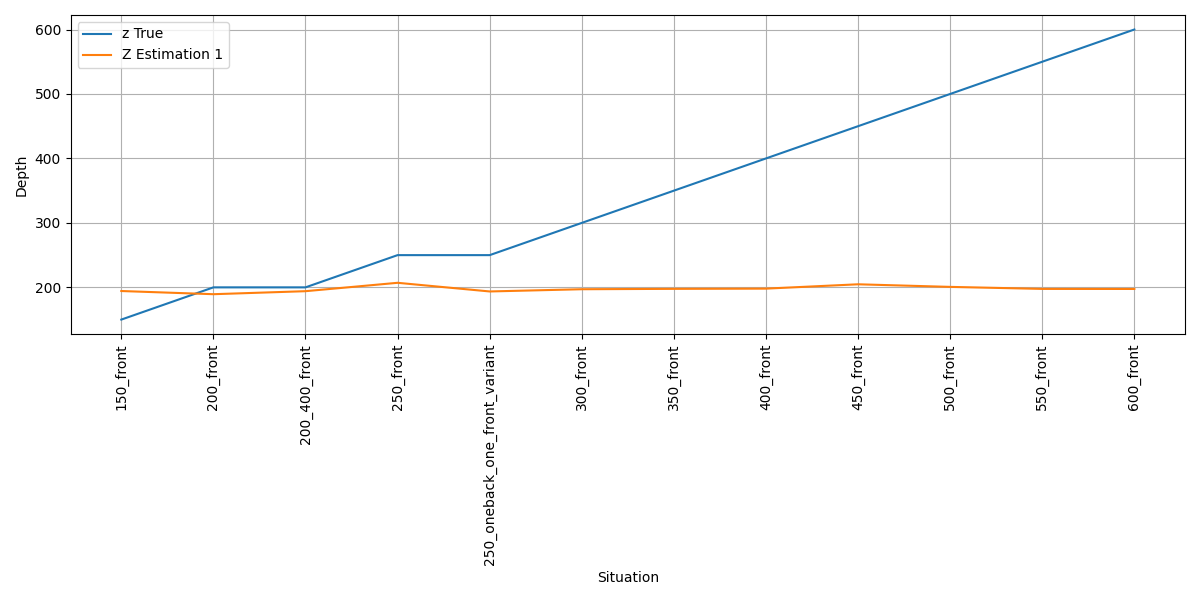 z True
Z Estimation 1
600
500
400
300
200
Depth
150_front
200_front
200_400_front
250_front
250_oneback_one_front_variant
300_front
350_front
400_front
450_front
500_front
550_front
600_front
Situation